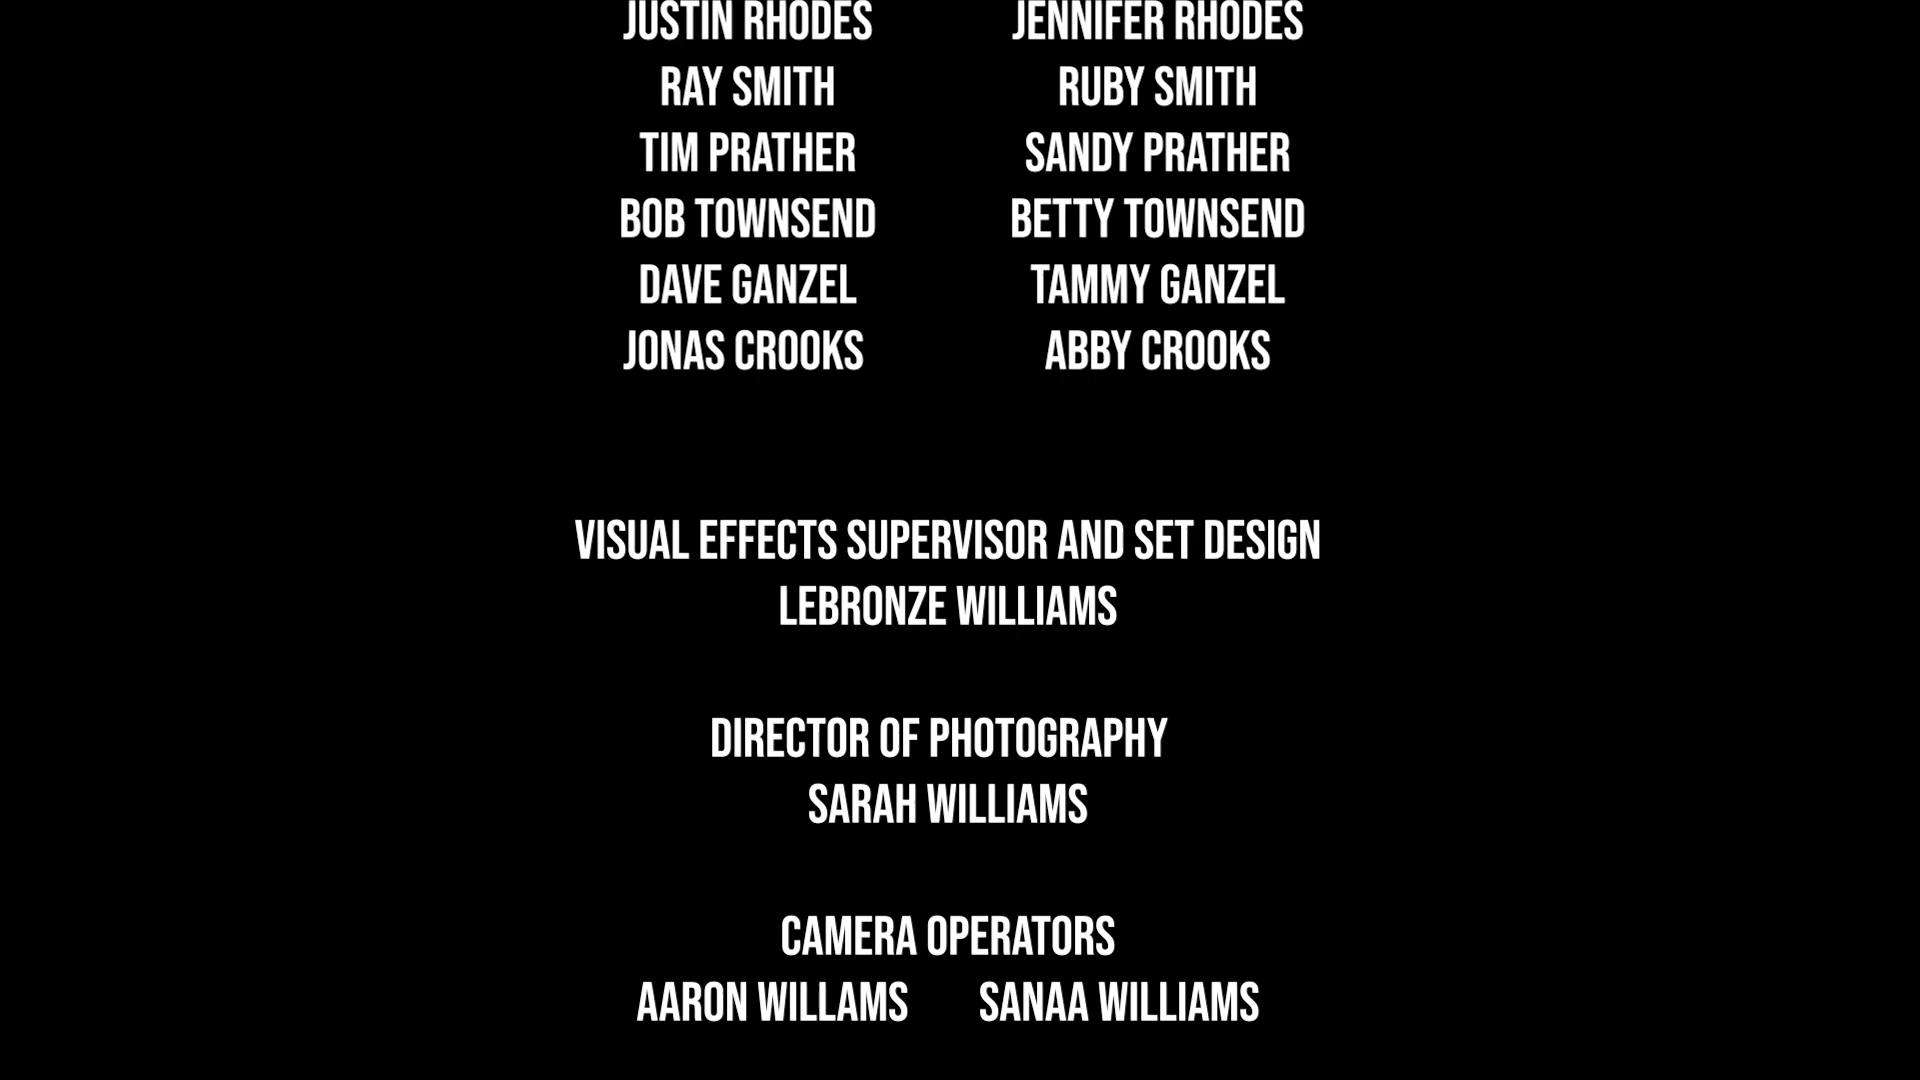 JUSTIN RHODES JENNIFER RHODES
RAY SMITH RUBY SMITH
TIM PRATHER SANDY PRATHER
BOB TOWNSEND BETTY TOWNSEND
DAVE GANZEL TAMMY GANZEL
JONAS CROOKS ABBY CROOKS
VISUAL EFFECTS SUPERVISOR AND SET DESIGN
LEBRONZE WILLIAMS
DIRECTOR OF PHOTOGRAPHY
SARAH WILLIAMS
CAMERA OPERATORS
AARON WILLAMS SANAA WILLIAMS